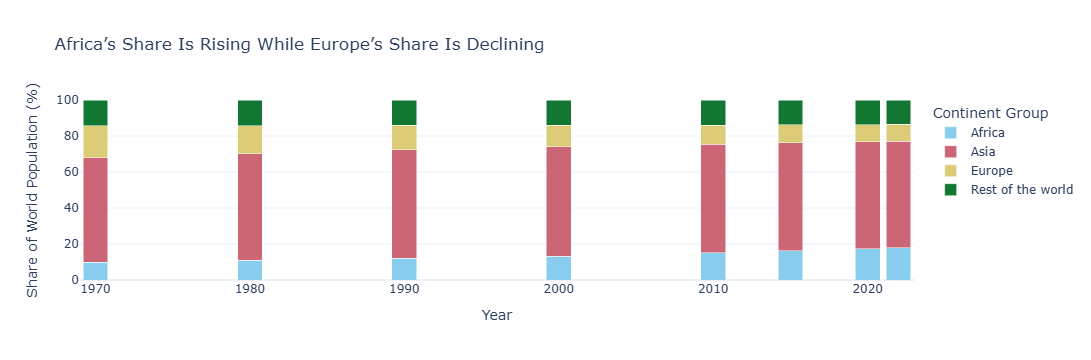 Africa’s Share Is Rising While Europe’s Share Is Declining
Share of World Population (%)
100
80
60
40
20
0
1970
1980
1990
2000
2010
2020
Year
Continent Group
Africa
Asia
Europe
Rest of the world